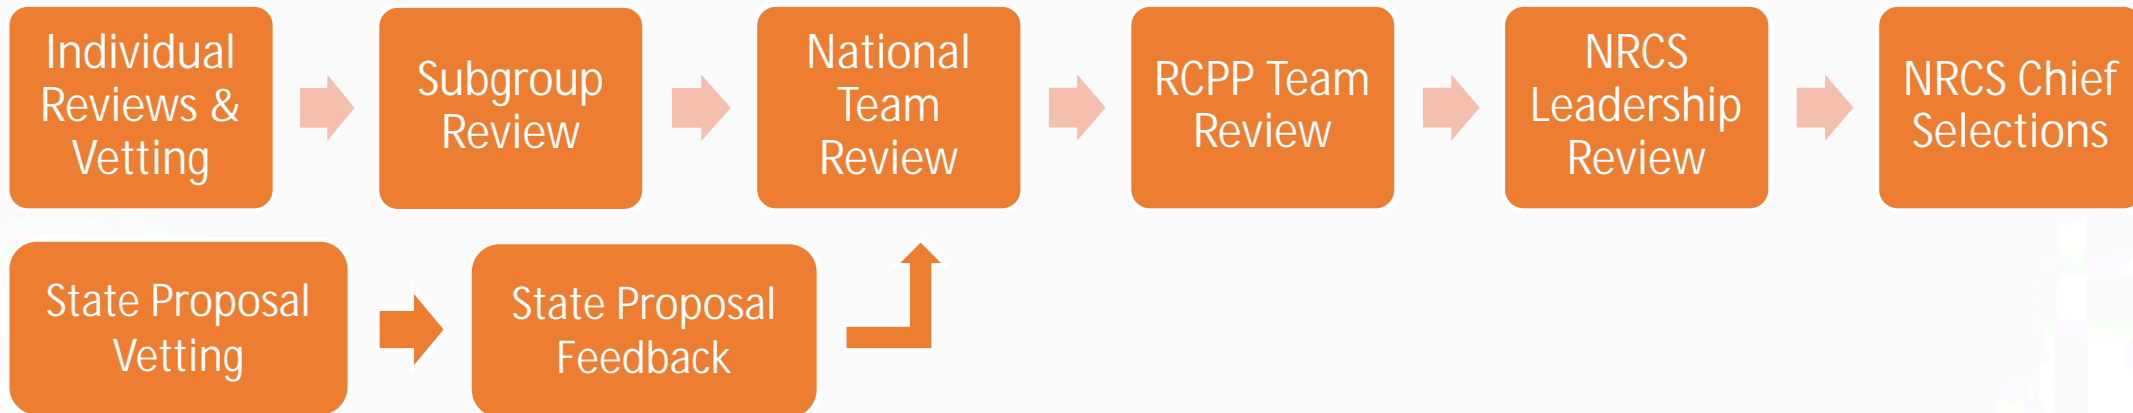 Individual
Reviews &
Vetting
Subgroup
Review
National
Team
Review
RCPP Team
Review
NRCS
Leadership
Review
NRCS Chief
Selections
State Proposal
Vetting
State Proposal
Feedback